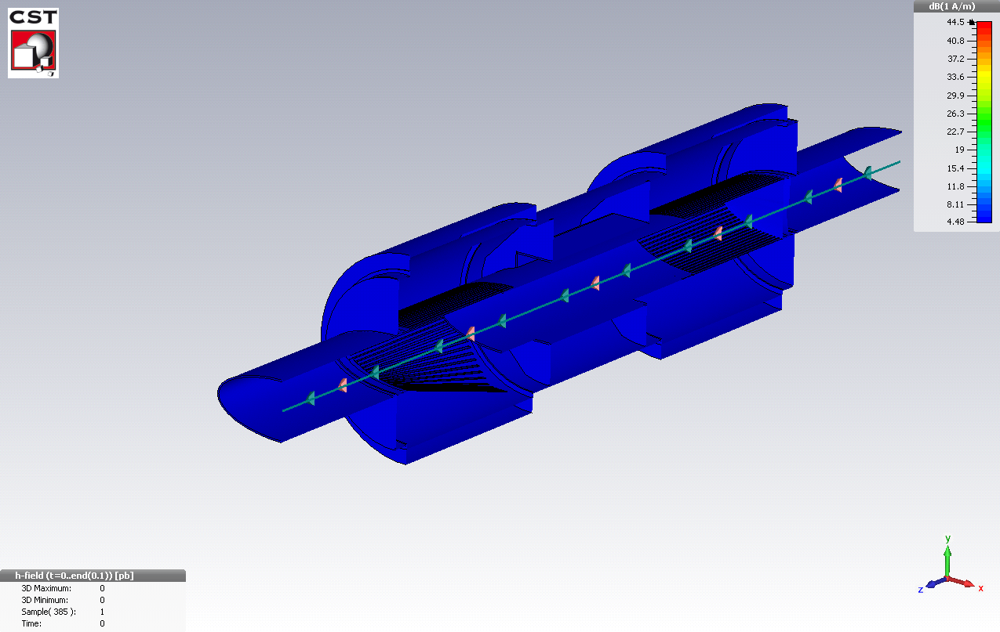 CST
dB(1 A/m)
44.5
40.8
37.2
33.6
29.9
26.3
22.7
19
15.4
11.8
8.11
4.48
y
x
z
h-field (t=0..end(0.1)) [pb]
3D Maximum: 0
3D Minimum: 0
Sample( 385 ): 1
Time: 0